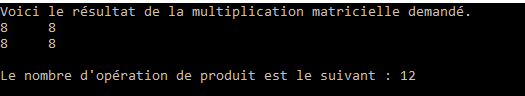 Voici le résultat de la multiplication matricielle demandé.
8 8
8 8
Le nombre d'opération de produit est le suivant : 12